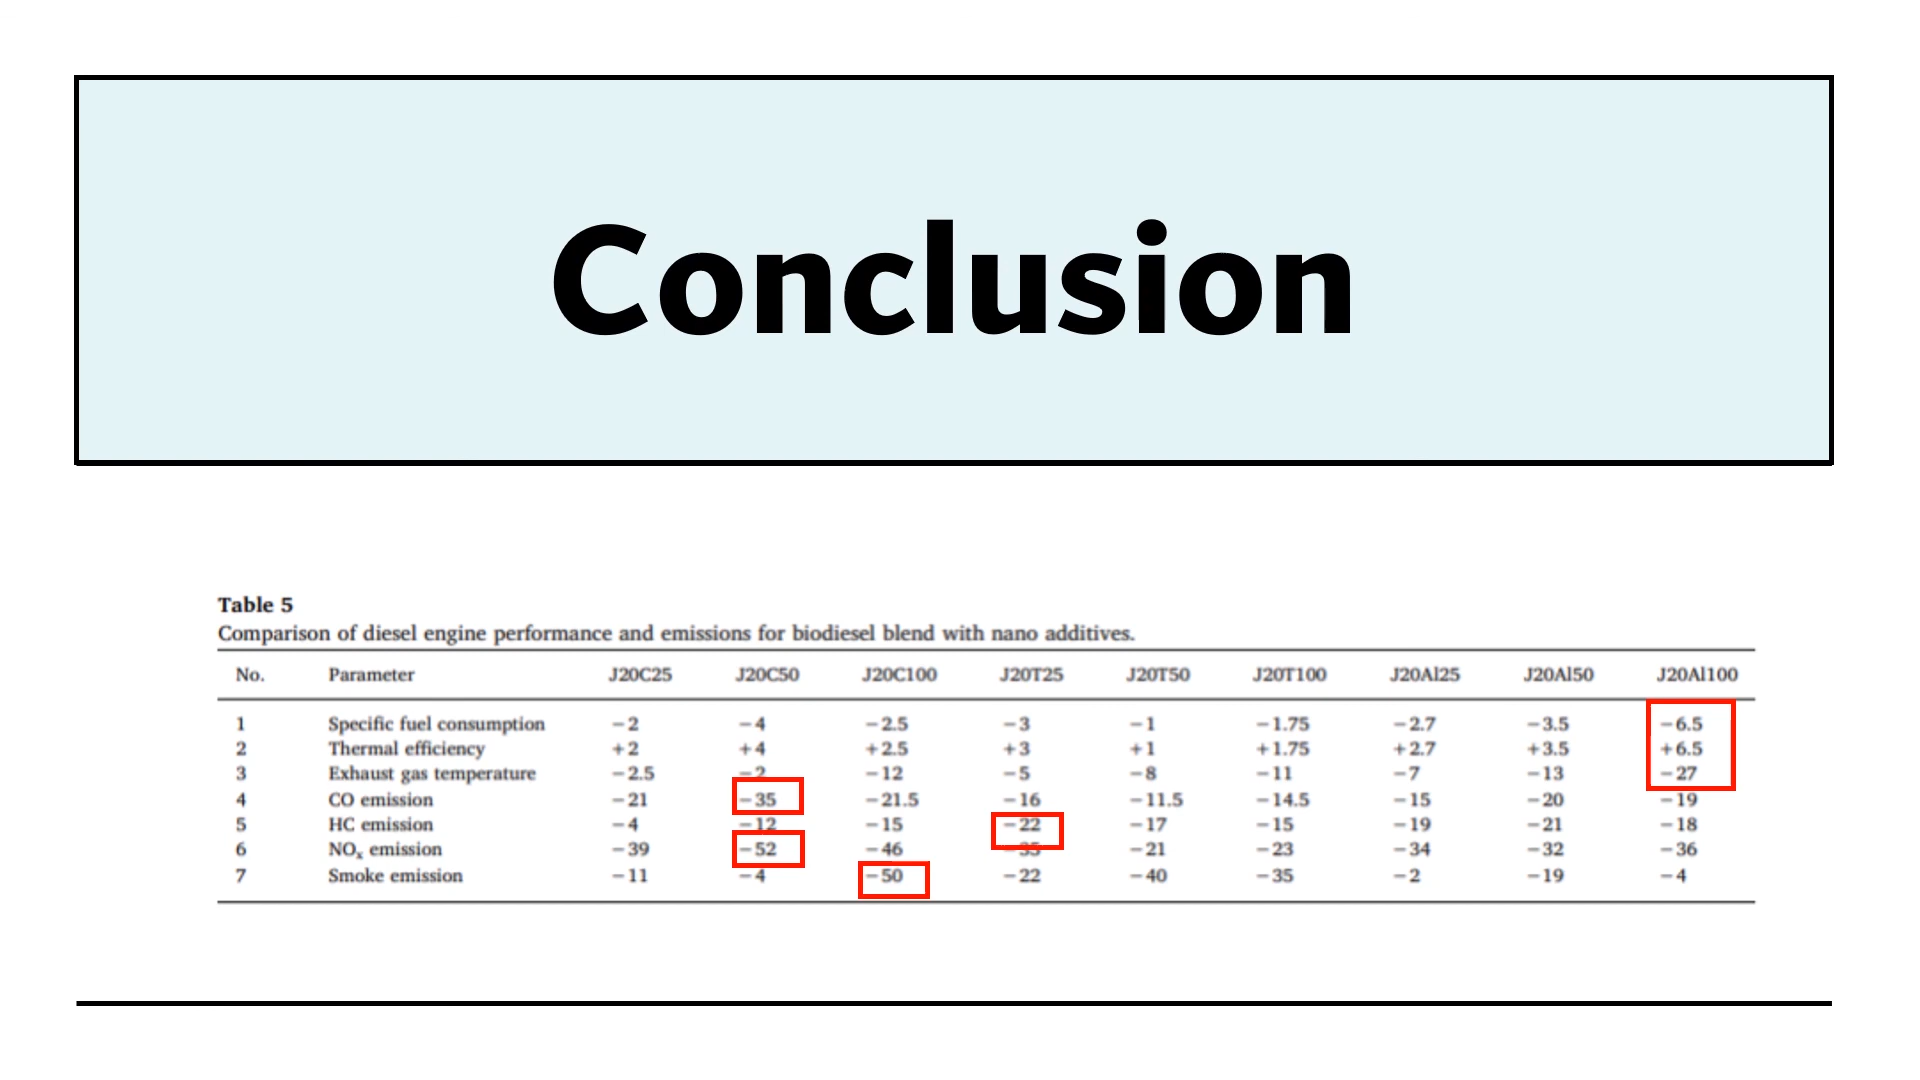 Conclusion
Table 5
Comparison of diesel engine performance and emissions for biodiesel blend with nano additives.
No. Parameter J20C25 J20C50 J20C100 J20T25 J20T50 J20T100 J20Al25 J20Al50 J20Al100
1 Specific fuel consumption −2 −4 −2.5 −3 −1 −1.75 −2.7 −3.5 −6.5
2 Thermal efficiency +2 +4 +2.5 +3 +1 +1.75 +2.7 +3.5 +6.5
3 Exhaust gas temperature −2.5 −2 −12 −5 −8 −11 −7 −13 −27
4 CO emission −21 −35 −21.5 −16 −11.5 −14.5 −15 −20 −19
5 HC emission −4 −12 −15 −22 −17 −15 −19 −21 −18
6 NOx emission −39 −52 −46 −35 −21 −23 −34 −32 −36
7 Smoke emission −11 −4 −50 −22 −40 −35 −2 −19 −4